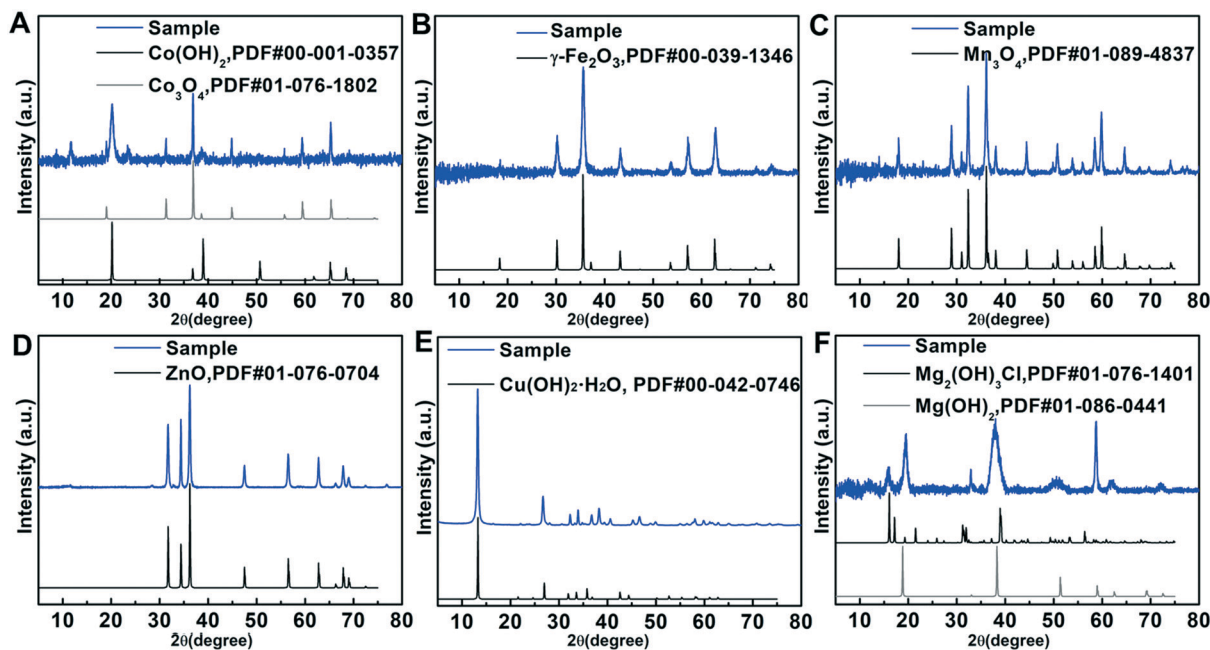 A
Sample
Co(OH)₂,PDF#00-001-0357
Co₃O₄,PDF#01-076-1802
Intensity (a.u.)
10 20 30 40 50 60 70 80
2θ(degree)
B
Sample
γ-Fe₂O₃,PDF#00-039-1346
Intensity (a.u.)
10 20 30 40 50 60 70 80
2θ(degree)
C
Sample
Mn₃O₄,PDF#01-089-4837
Intensity (a.u.)
10 20 30 40 50 60 70 80
2θ(degree)
D
Sample
ZnO,PDF#01-076-0704
Intensity (a.u.)
10 20 30 40 50 60 70 80
2θ(degree)
E
Sample
Cu(OH)₂·H₂O, PDF#00-042-0746
Intensity (a.u.)
10 20 30 40 50 60 70 80
2θ(degree)
F
Sample
Mg₂(OH)₃Cl,PDF#01-076-1401
Mg(OH)₂,PDF#01-086-0441
Intensity (a.u.)
10 20 30 40 50 60 70 80
2θ(degree)